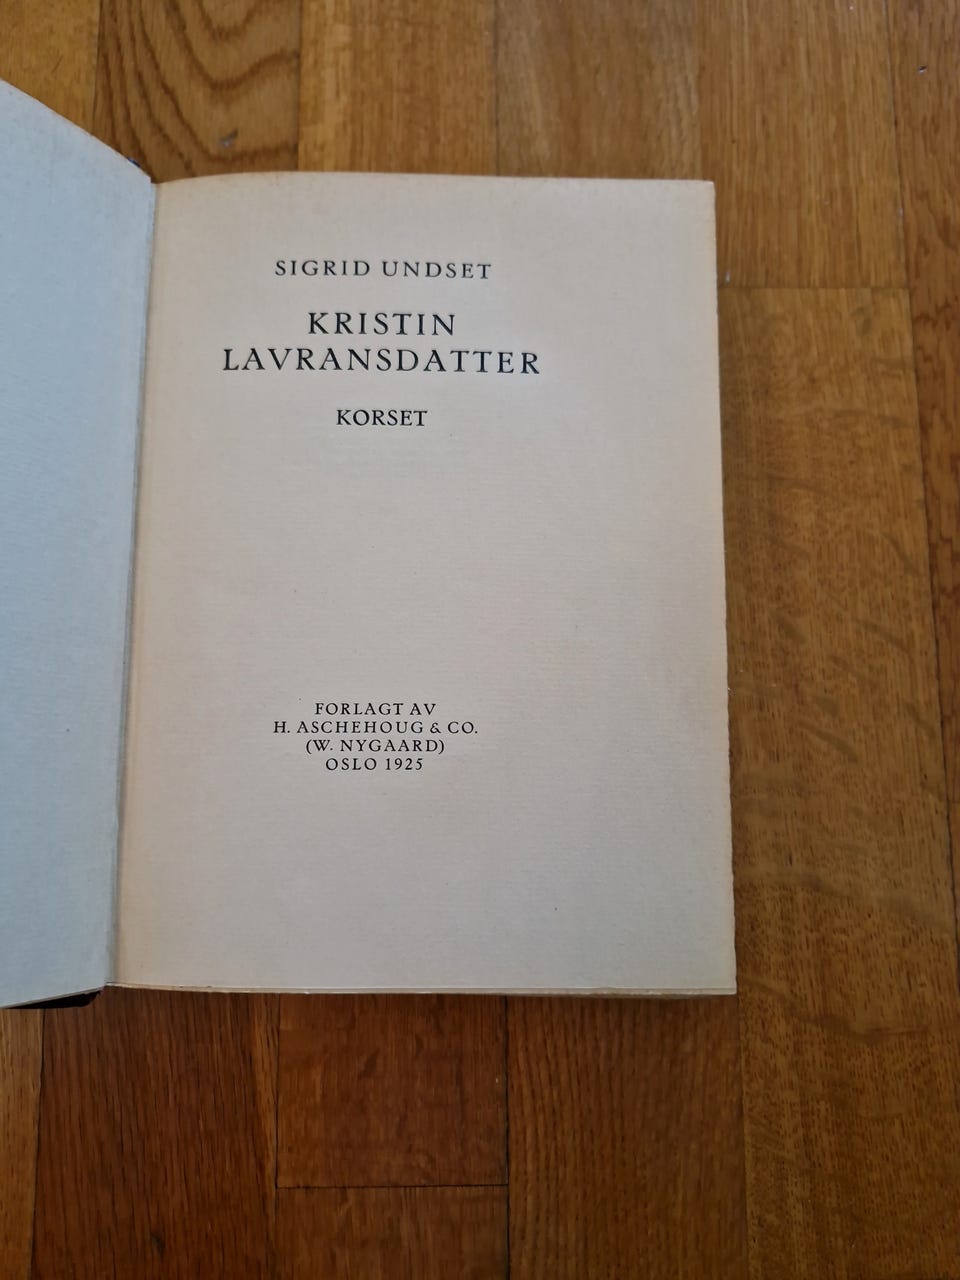 SIGRID UNDSET
KRISTIN
LAVRANSDATTER
KORSET
FORLAGT AV
H. ASCHEHOUG & CO.
(W. NYGAARD)
OSLO 1925